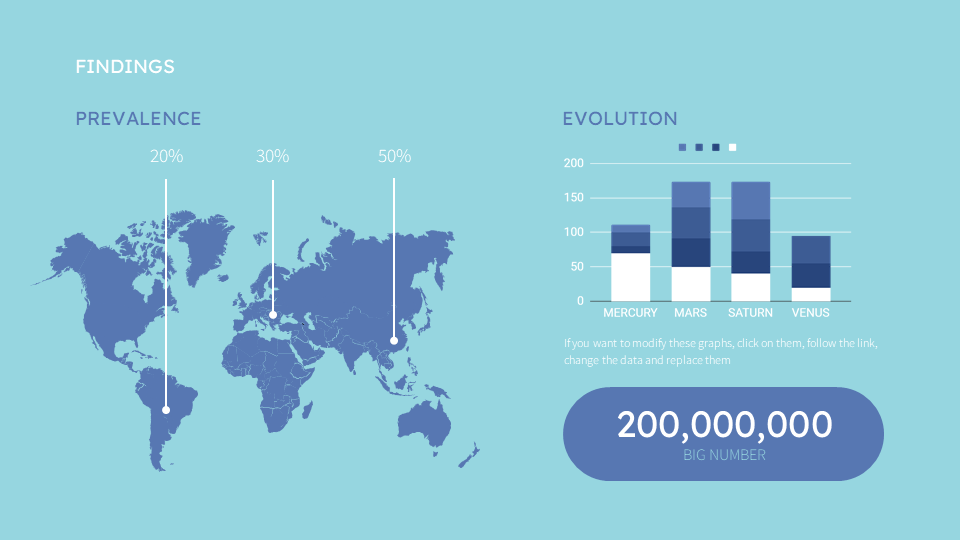 FINDINGS
PREVALENCE
20% 30% 50%
EVOLUTION
200
150
100
50
0
MERCURY MARS SATURN VENUS
If you want to modify these graphs, click on them, follow the link,
change the data and replace them
200,000,000
BIG NUMBER